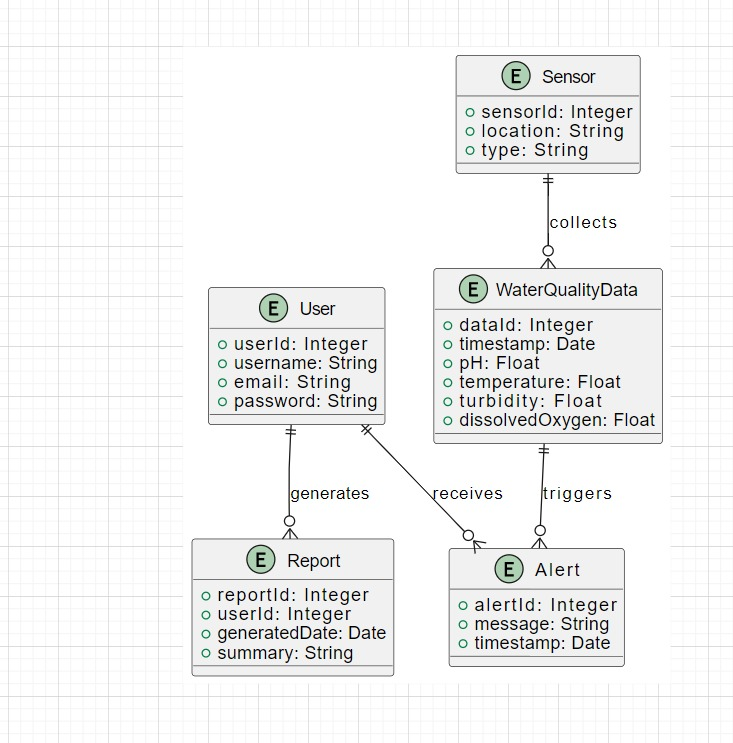 E Sensor
sensorId: Integer
location: String
type: String
collects
E WaterQualityData
dataId: Integer
timestamp: Date
pH: Float
temperature: Float
turbidity: Float
dissolvedOxygen: Float
E User
userId: Integer
username: String
email: String
password: String
generates
receives
triggers
E Report
reportId: Integer
userId: Integer
generatedDate: Date
summary: String
E Alert
alertId: Integer
message: String
timestamp: Date